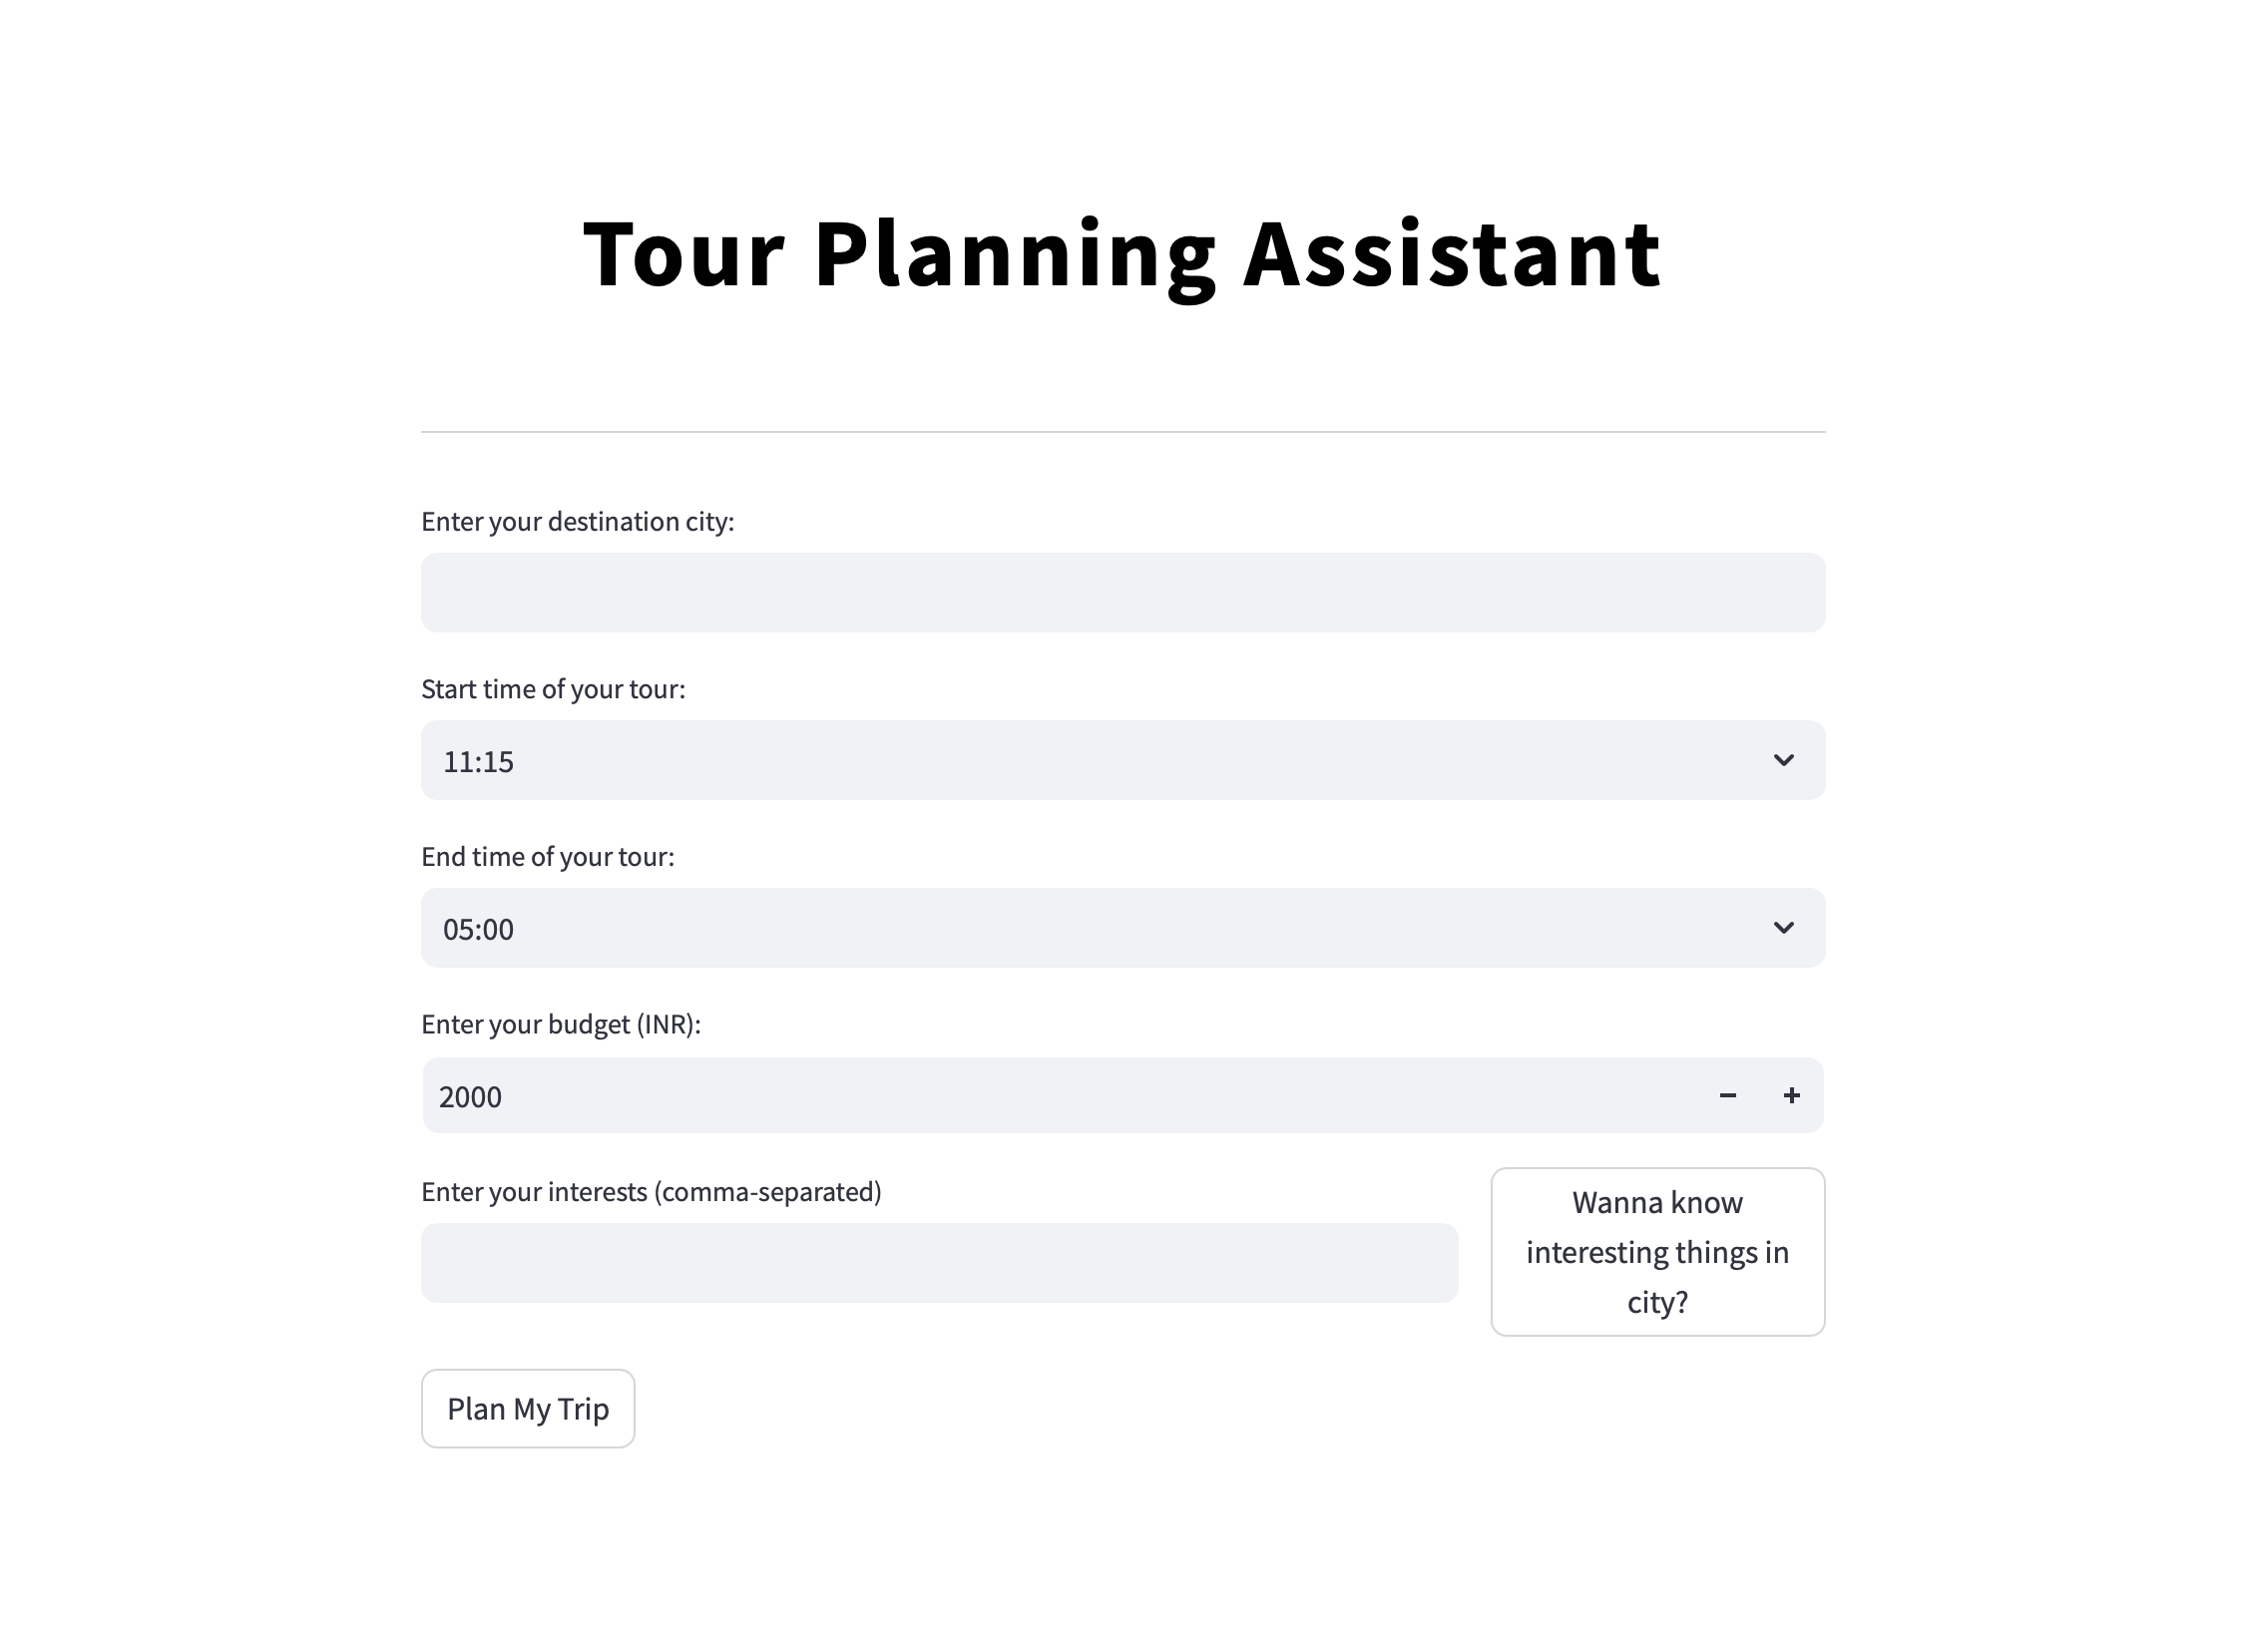 Tour Planning Assistant
Enter your destination city:
Start time of your tour:
11:15
End time of your tour:
05:00
Enter your budget (INR):
2000
Enter your interests (comma-separated)
Wanna know
interesting things in
city?
Plan My Trip